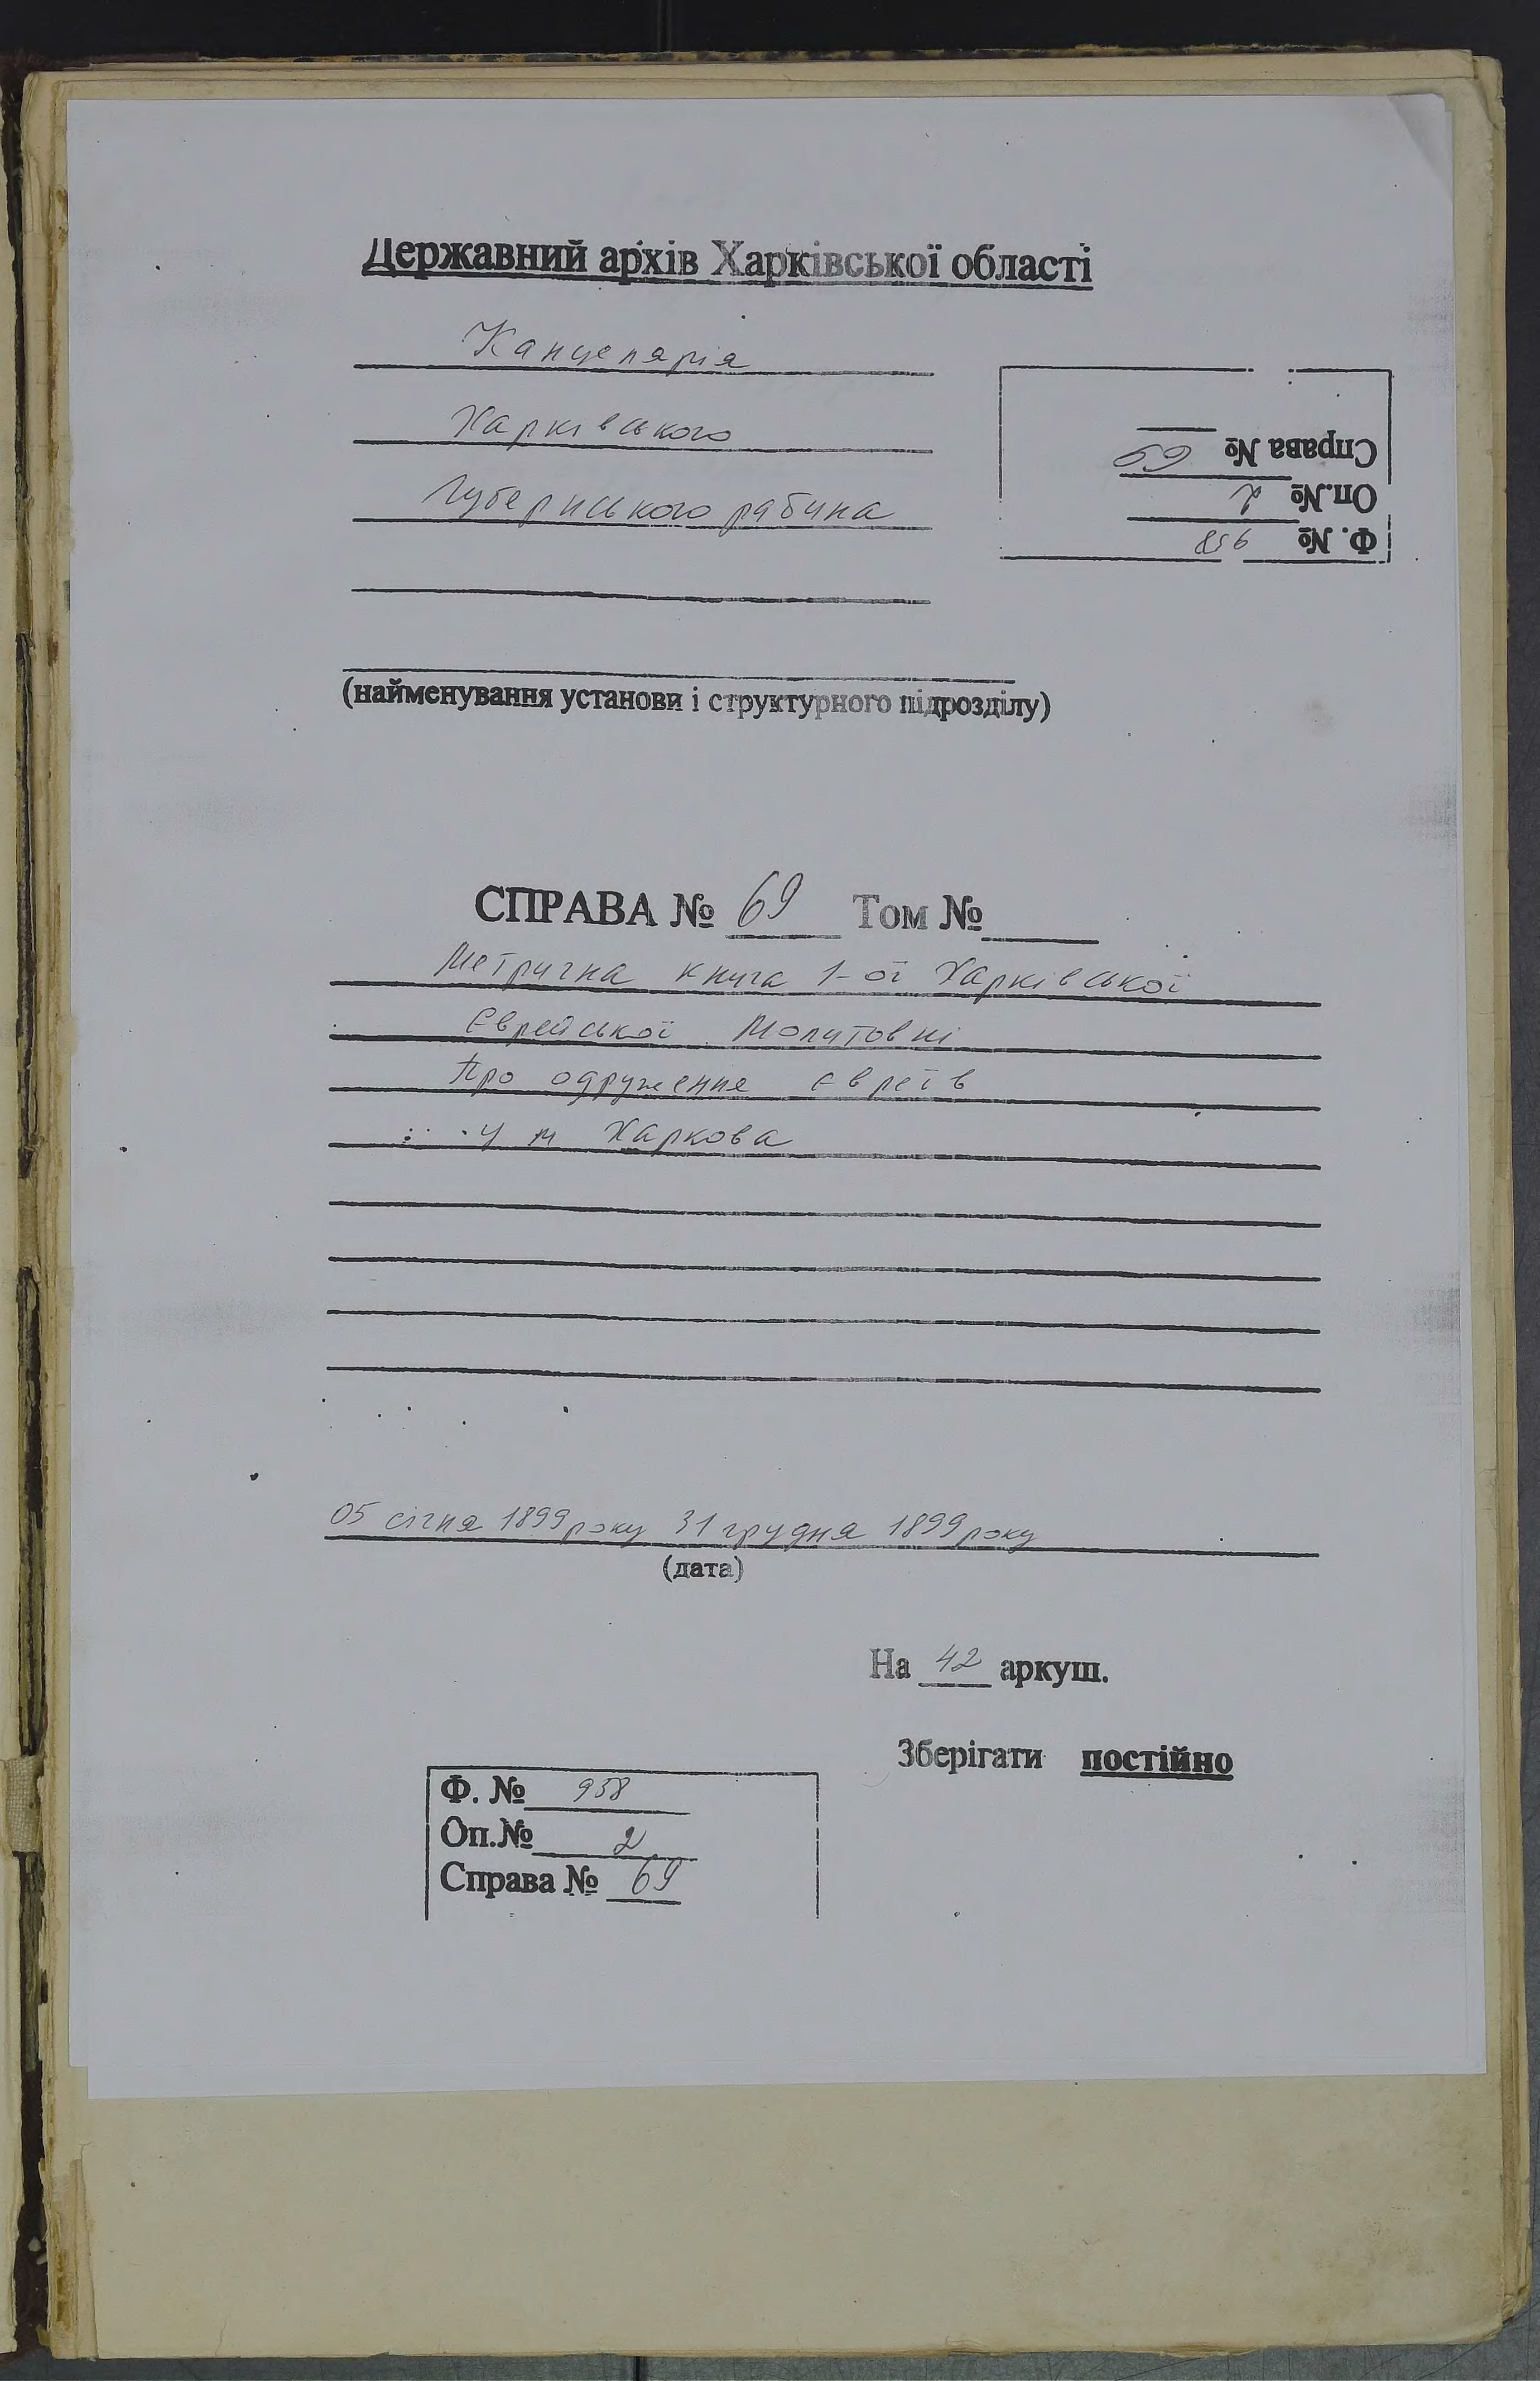 Державний архів Харківської області
Канцелярія
Харківського
Губернського рабина
Справа № 69
Оп.№ 2
Ф. № 958
(найменування установи і структурного підрозділу)
СПРАВА № 69 Том №
Метрична книга 1-ої Харківської
Єврейської Молитовні
Про одруження євреїв
у м Харкова
05 січня 1899 року 31 грудня 1899 року
(дата)
На 42 аркуш.
Зберігати постійно
Ф. № 958
Оп.№ 2
Справа № 69